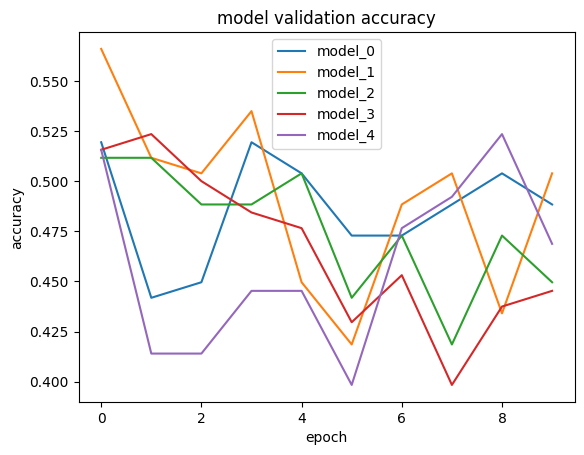 model validation accuracy
model_0
model_1
model_2
model_3
model_4
0.550
0.525
0.500
0.475
0.450
0.425
0.400
accuracy
0 2 4 6 8
epoch